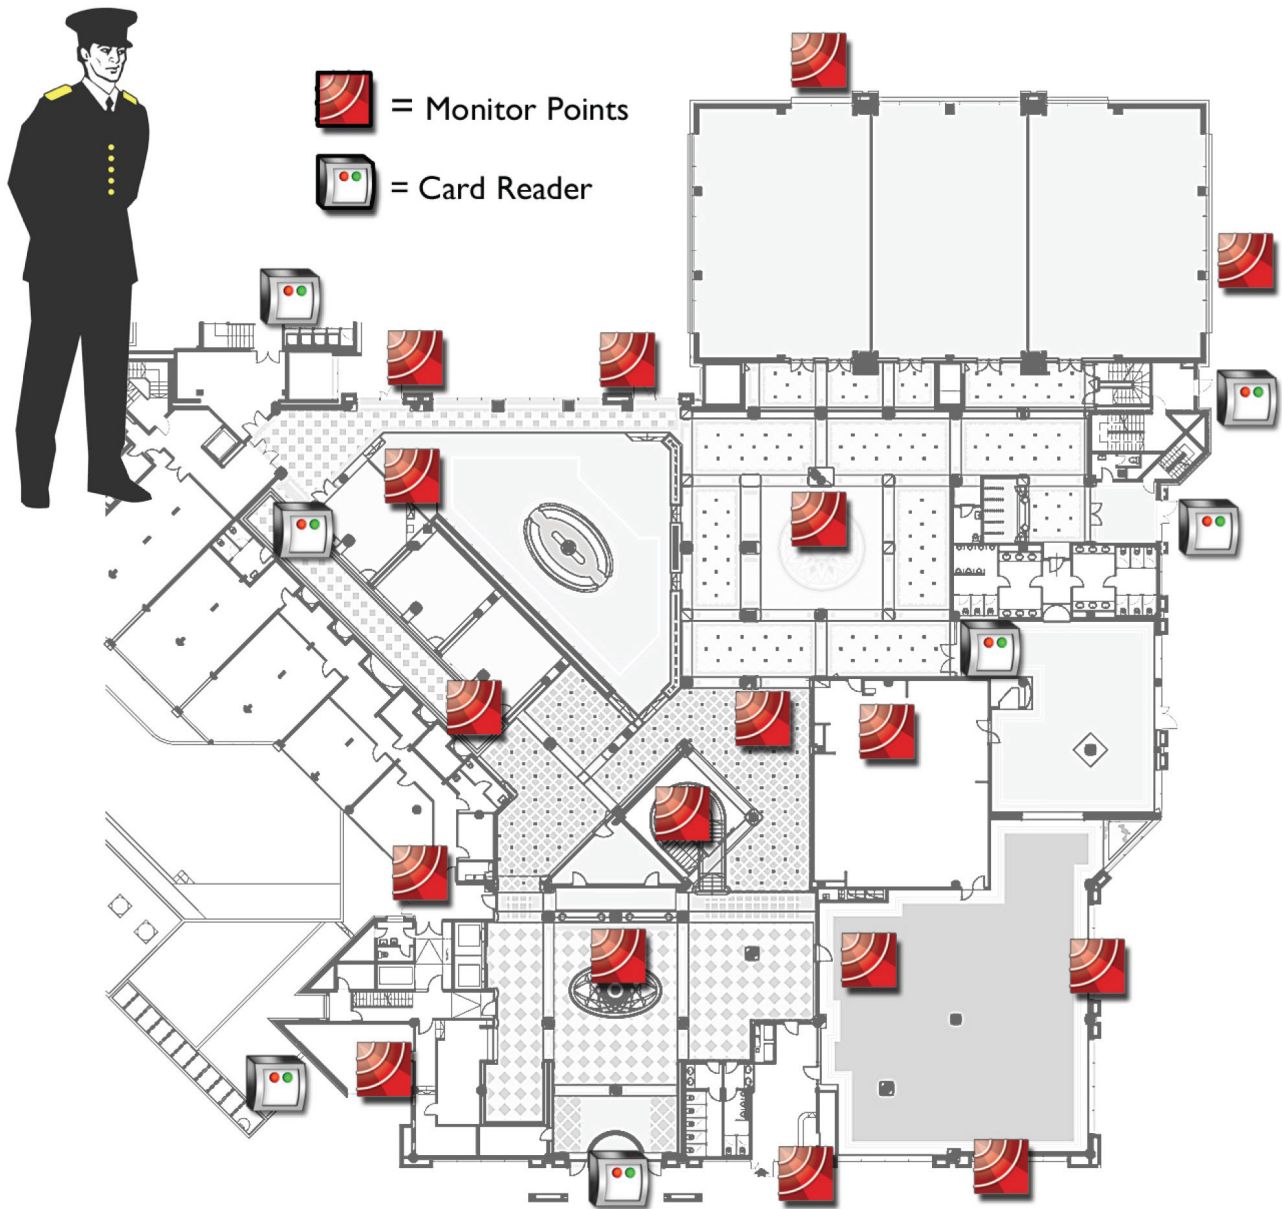 = Monitor Points
= Card Reader